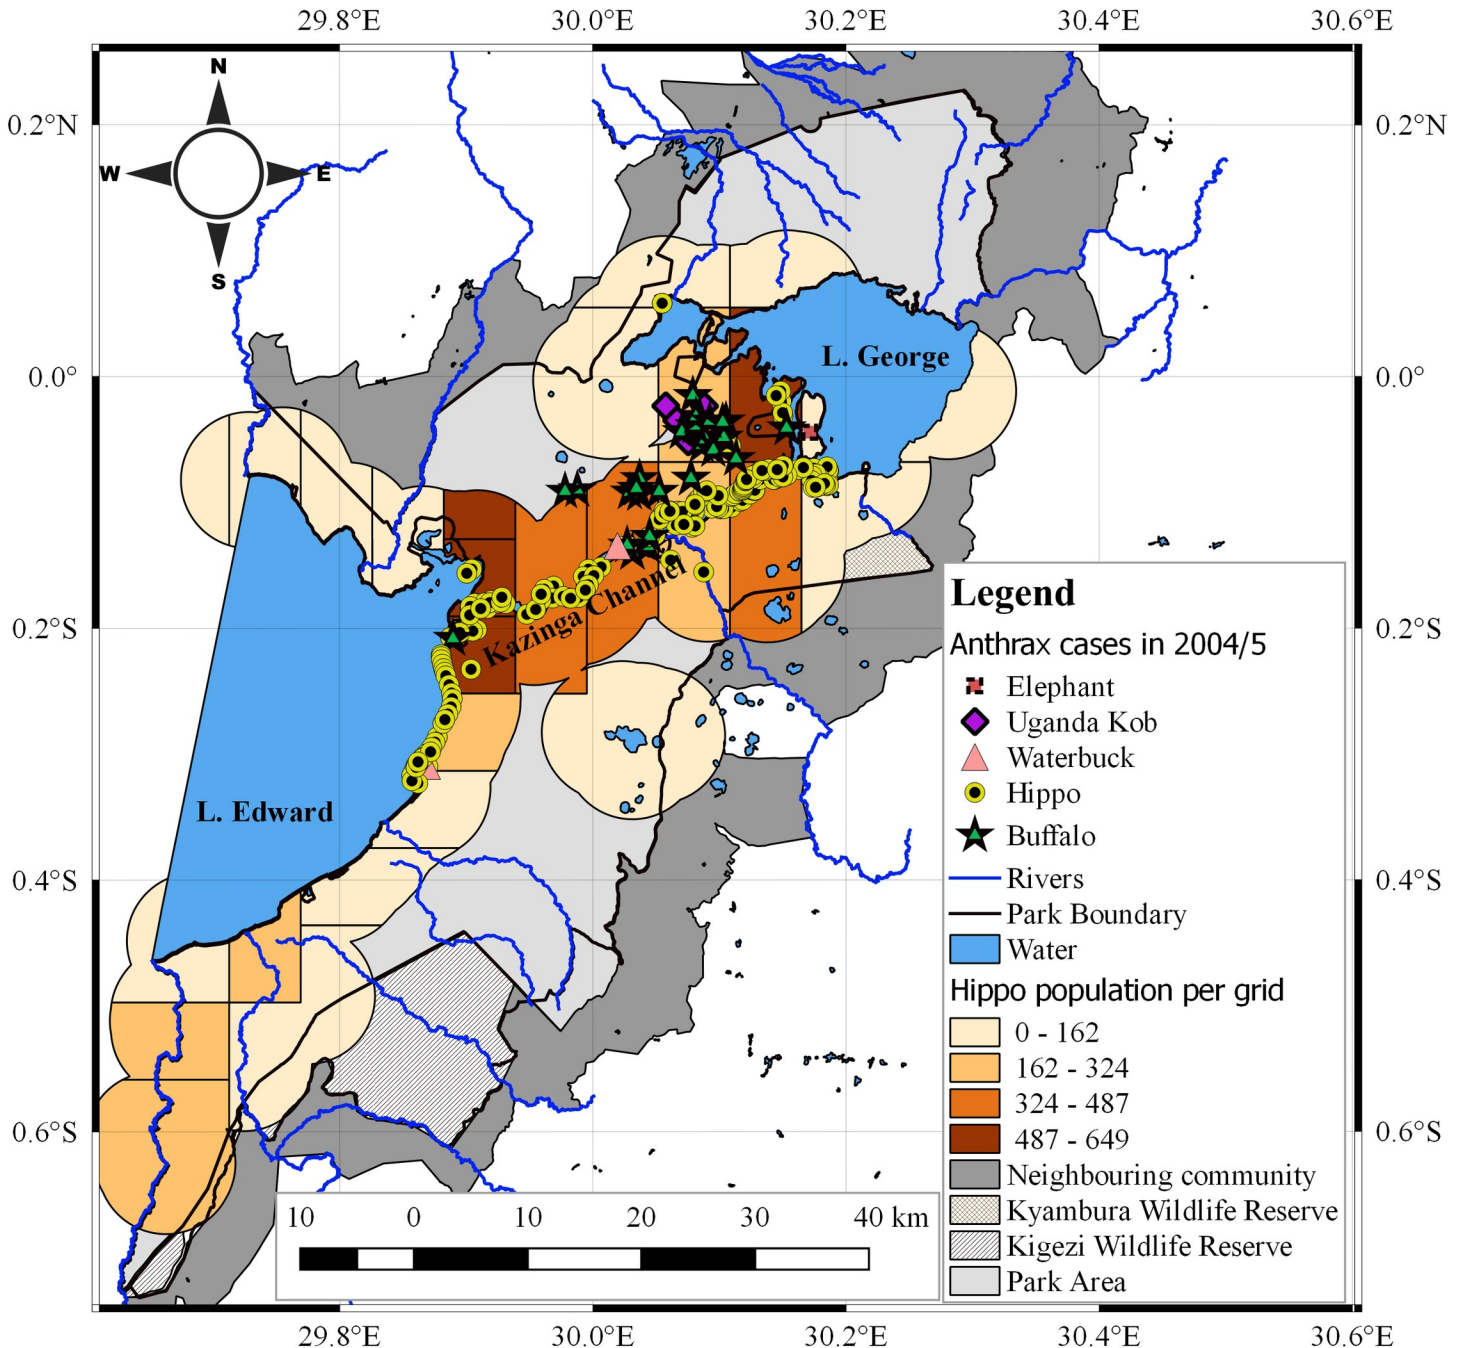 29.8°E 30.0°E 30.2°E 30.4°E 30.6°E
N
W E
S
0.2°N 0.2°N
0.0° 0.0°
0.2°S 0.2°S
0.4°S 0.4°S
0.6°S 0.6°S
L. George
Kazinga Channel
L. Edward
Legend
Anthrax cases in 2004/5
Elephant
Uganda Kob
Waterbuck
Hippo
Buffalo
Rivers
Park Boundary
Water
Hippo population per grid
0 - 162
162 - 324
324 - 487
487 - 649
Neighbouring community
Kyambura Wildlife Reserve
Kigezi Wildlife Reserve
Park Area
10 0 10 20 30 40 km
29.8°E 30.0°E 30.2°E 30.4°E 30.6°E